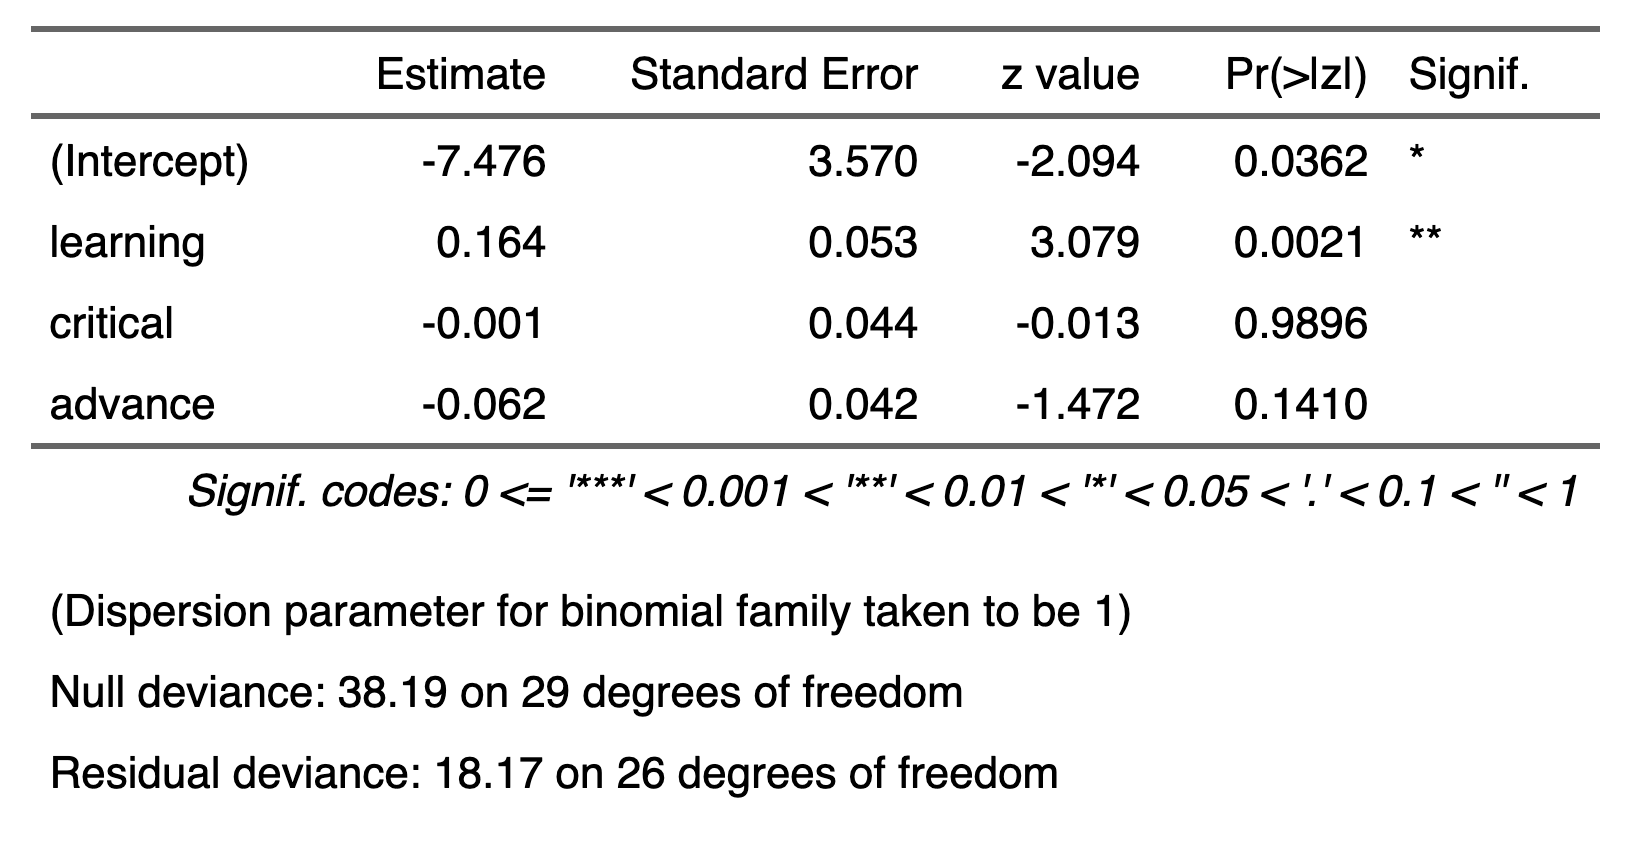 Estimate Standard Error z value Pr(>|z|) Signif.
(Intercept) -7.476 3.570 -2.094 0.0362 *
learning 0.164 0.053 3.079 0.0021 **
critical -0.001 0.044 -0.013 0.9896
advance -0.062 0.042 -1.472 0.1410
Signif. codes: 0 <= '***' < 0.001 < '**' < 0.01 < '*' < 0.05 < '.' < 0.1 < '' < 1
(Dispersion parameter for binomial family taken to be 1)
Null deviance: 38.19 on 29 degrees of freedom
Residual deviance: 18.17 on 26 degrees of freedom